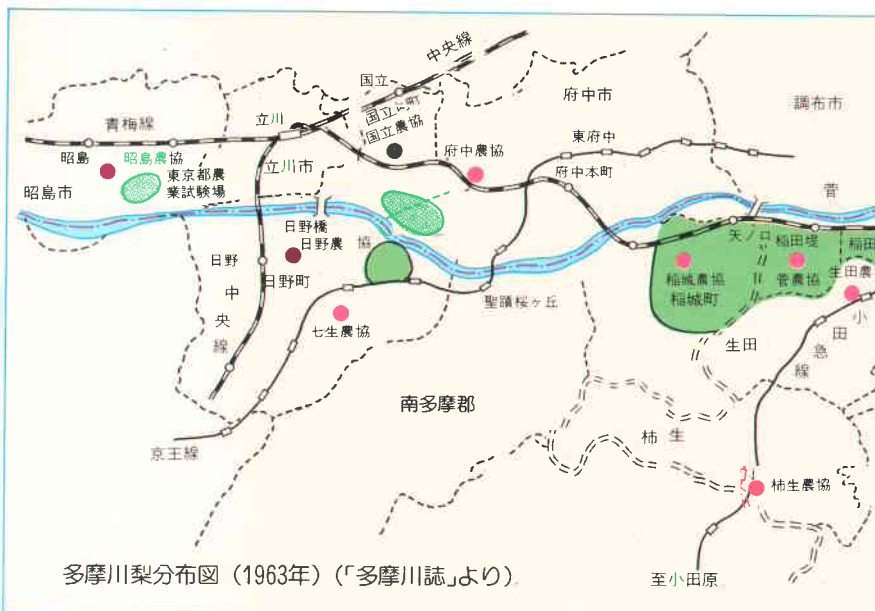 中央線
国立
府中市
調布市
青梅線
立川
国立町
国立農協
東府中
昭島
昭島農協
立川市
府中農協
東京都農
業試験場
府中本町
昭島市
菅
日野橋
日野農
協
矢ノ口
稲田堤
稲田
日野
日野町
稲城農協
菅農協
生田農
中央線
聖蹟桜ヶ丘
稲城町
七生農協
生田
小田急線
南多摩郡
柿生
京王線
柿生農協
多摩川梨分布図（1963年）（「多摩川誌」より）
至小田原